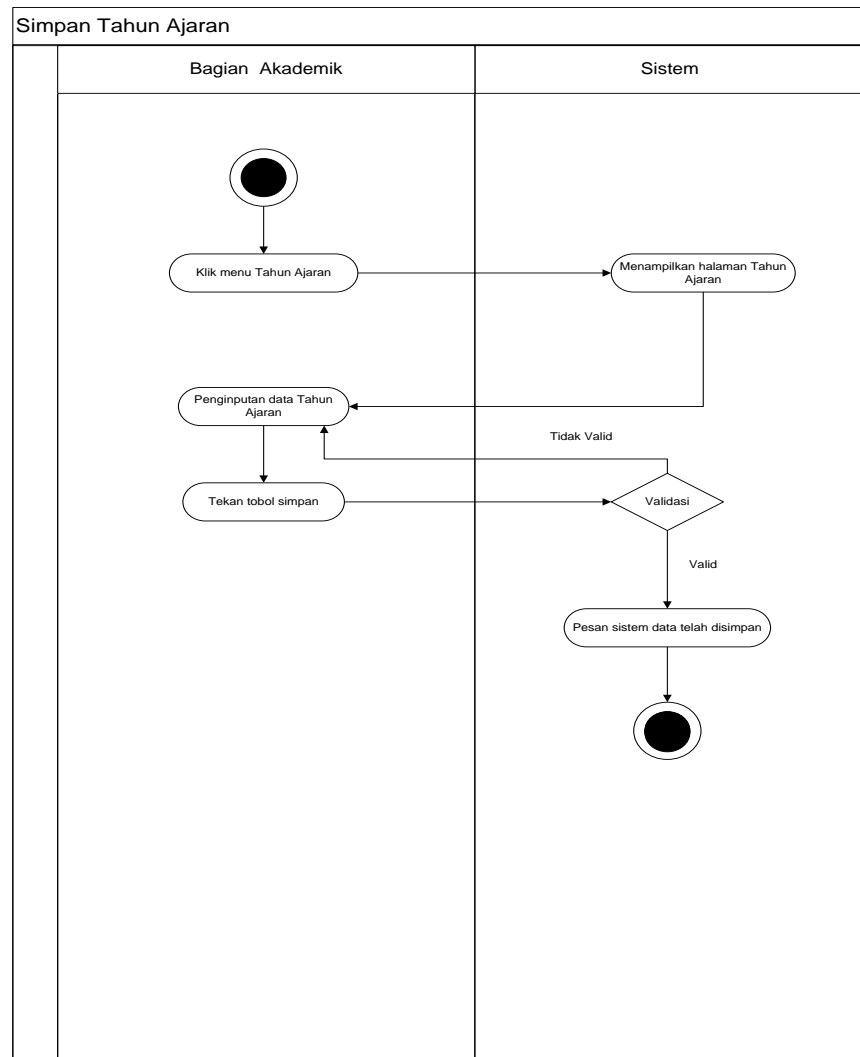 Simpan Tahun Ajaran
Bagian Akademik
Sistem
Klik menu Tahun Ajaran
Menampilkan halaman Tahun
Ajaran
Penginputan data Tahun
Ajaran
Tidak Valid
Tekan tobol simpan
Validasi
Valid
Pesan sistem data telah disimpan